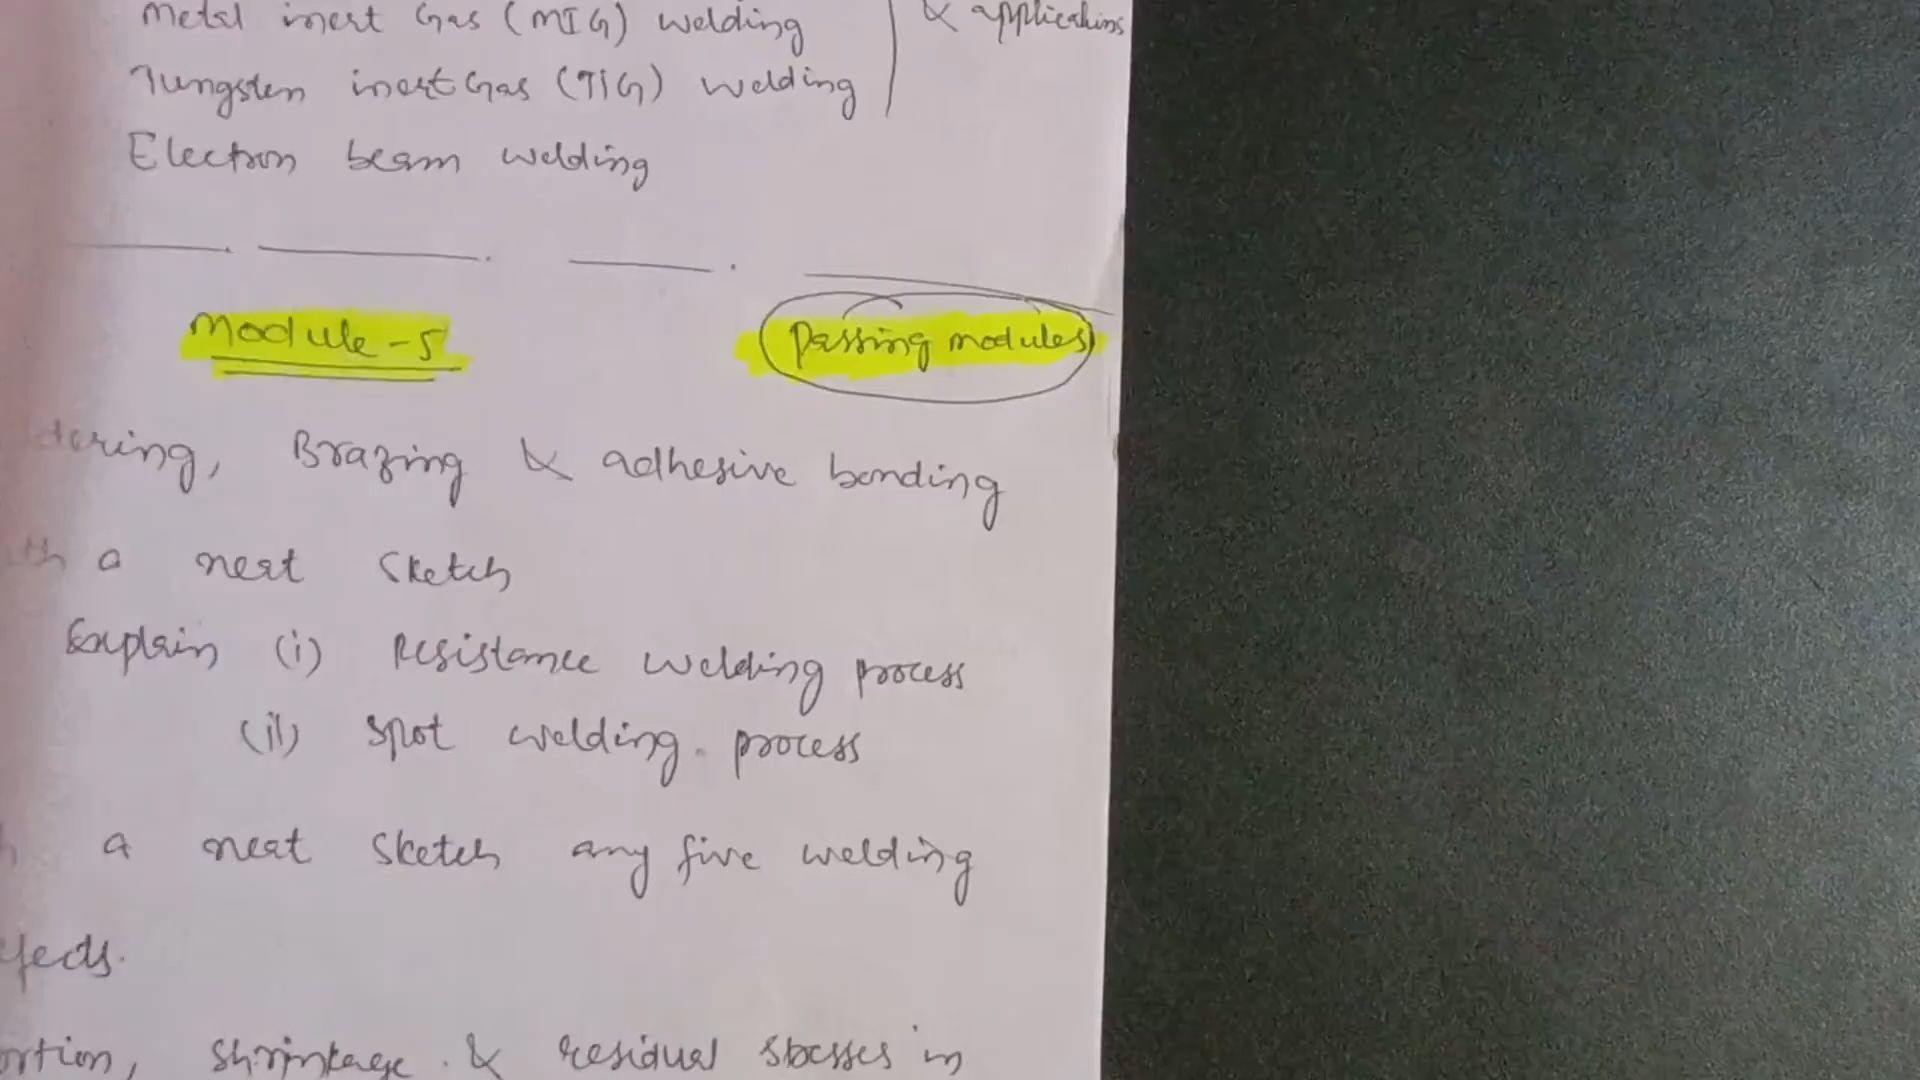 Metal inert Gas (MIG) welding
& applications
Tungsten inert Gas (TIG) welding
Electron beam welding
Module-5
Passing modules
dering, Brazing & adhesive bonding
th a neat sketch
Explain (i) Resistance welding process
(ii) spot welding process
a neat sketch any five welding
fects.
ortion, shrinkage & residual stresses in